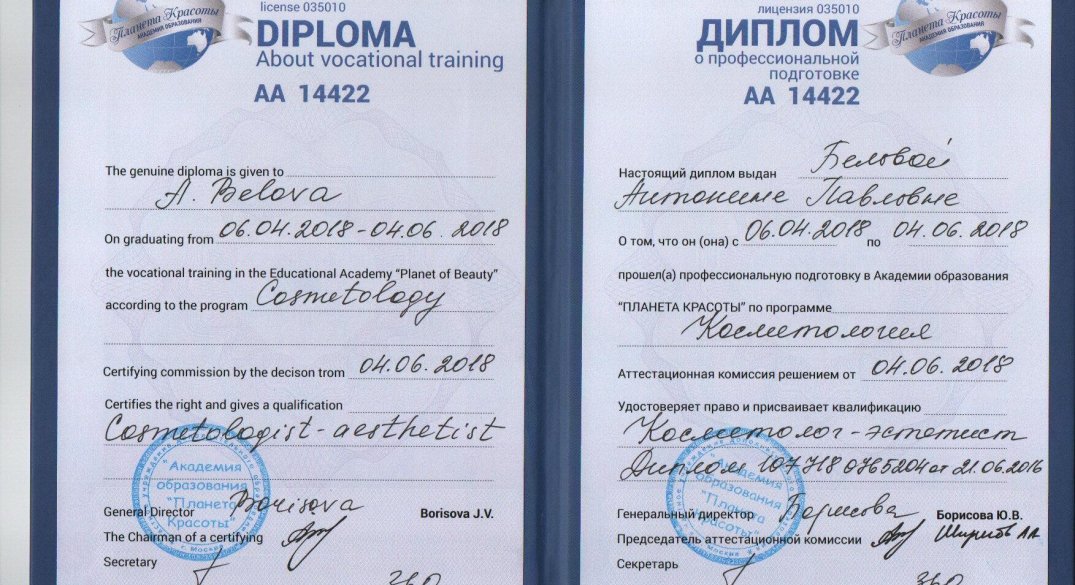 Планета Красоты
АКАДЕМИЯ ОБРАЗОВАНИЯ
license 035010
DIPLOMA
About vocational training
AA 14422
The genuine diploma is given to
A. Belova
On graduating from 06.04.2018-04.06.2018
the vocational training in the Educational Academy “Planet of Beauty”
according to the program Cosmetology
Certifying commission by the decison trom 04.06.2018
Certifies the right and gives a qualification
Cosmetologist-aesthetist
"Академия
образования
"Планета
Красоты"
г. Москва
General Director Borisova Borisova J.V.
The Chairman of a certifying
Secretary
360
лицензия 035010
ДИПЛОМ
о профессиональной
подготовке
АА 14422
Планета Красоты
АКАДЕМИЯ ОБРАЗОВАНИЯ
Настоящий диплом выдан Беловой
Антонине Павловне
О том, что он (она) с 06.04.2018 по 04.06.2018
прошел(а) профессиональную подготовку в Академии образования
“ПЛАНЕТА КРАСОТЫ” по программе
Косметология
Аттестационная комиссия решением от 04.06.2018
Удостоверяет право и присваивает квалификацию
Косметолог-эстетист
Диплом 107718 0765204 от 21.06.2016
"Академия
образования
"Планета
Красоты"
г. Москва
Генеральный директор Борисова Борисова Ю.В.
Председатель аттестационной комиссии
Секретарь
360